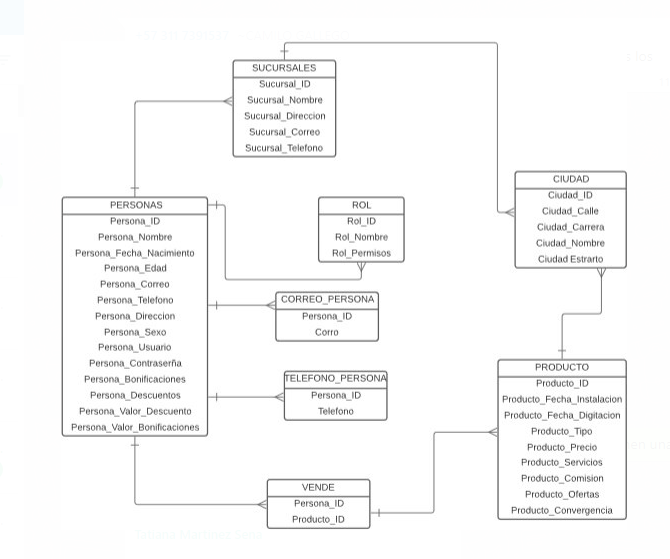 SUCURSALES
Sucursal_ID
Sucursal_Nombre
Sucursal_Direccion
Sucursal_Correo
Sucursal_Telefono
CIUDAD
Ciudad_ID
Ciudad_Calle
Ciudad_Carrera
Ciudad_Nombre
Ciudad Estrarto
PERSONAS
Persona_ID
Persona_Nombre
Persona_Fecha_Nacimiento
Persona_Edad
Persona_Correo
Persona_Telefono
Persona_Direccion
Persona_Sexo
Persona_Usuario
Persona_Contraserña
Persona_Bonificaciones
Persona_Descuentos
Persona_Valor_Descuento
Persona_Valor_Bonificaciones
ROL
Rol_ID
Rol_Nombre
Rol_Permisos
CORREO_PERSONA
Persona_ID
Corro
TELEFONO_PERSONA
Persona_ID
Telefono
PRODUCTO
Producto_ID
Producto_Fecha_Instalacion
Producto_Fecha_Digitacion
Producto_Tipo
Producto_Precio
Producto_Servicios
Producto_Comision
Producto_Ofertas
Producto_Convergencia
VENDE
Persona_ID
Producto_ID